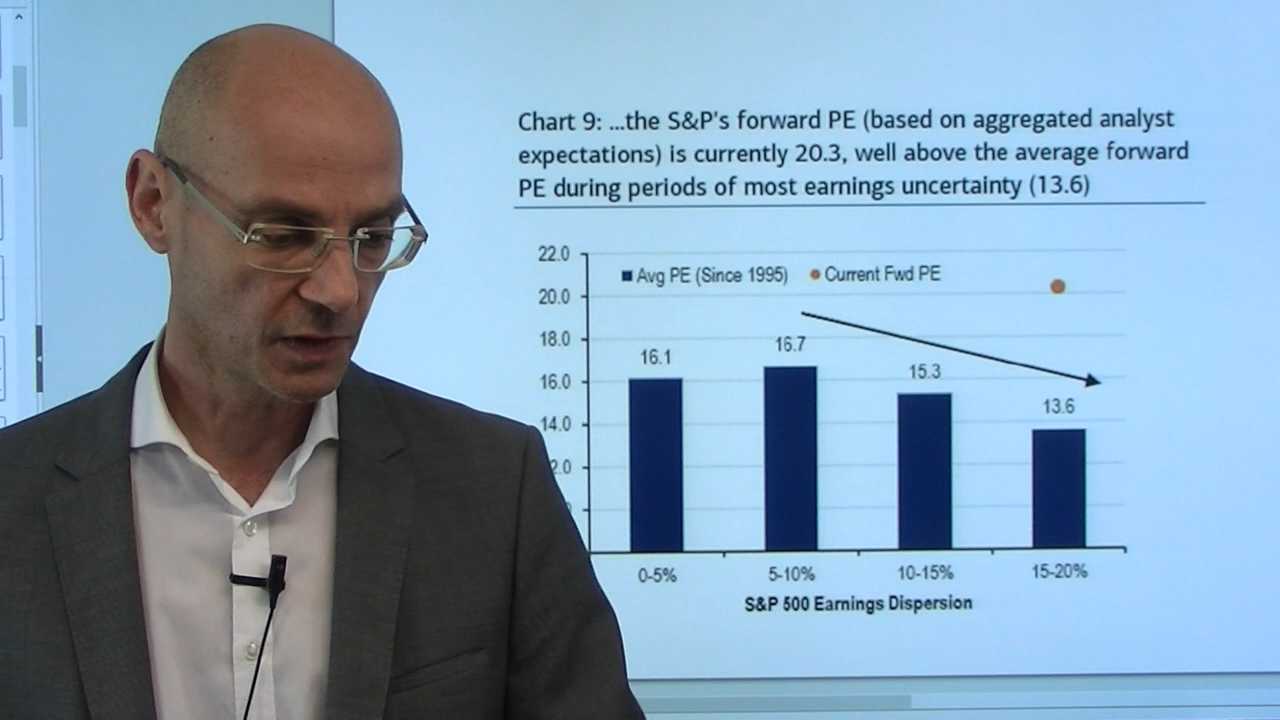 Chart 9: ...the S&P's forward PE (based on aggregated analyst
expectations) is currently 20.3, well above the average forward
PE during periods of most earnings uncertainty (13.6)
22.0
Avg PE (Since 1995) Current Fwd PE
20.0
18.0
16.7
16.1
15.3
16.0
13.6
14.0
2.0
0
0-5% 5-10% 10-15% 15-20%
S&P 500 Earnings Dispersion